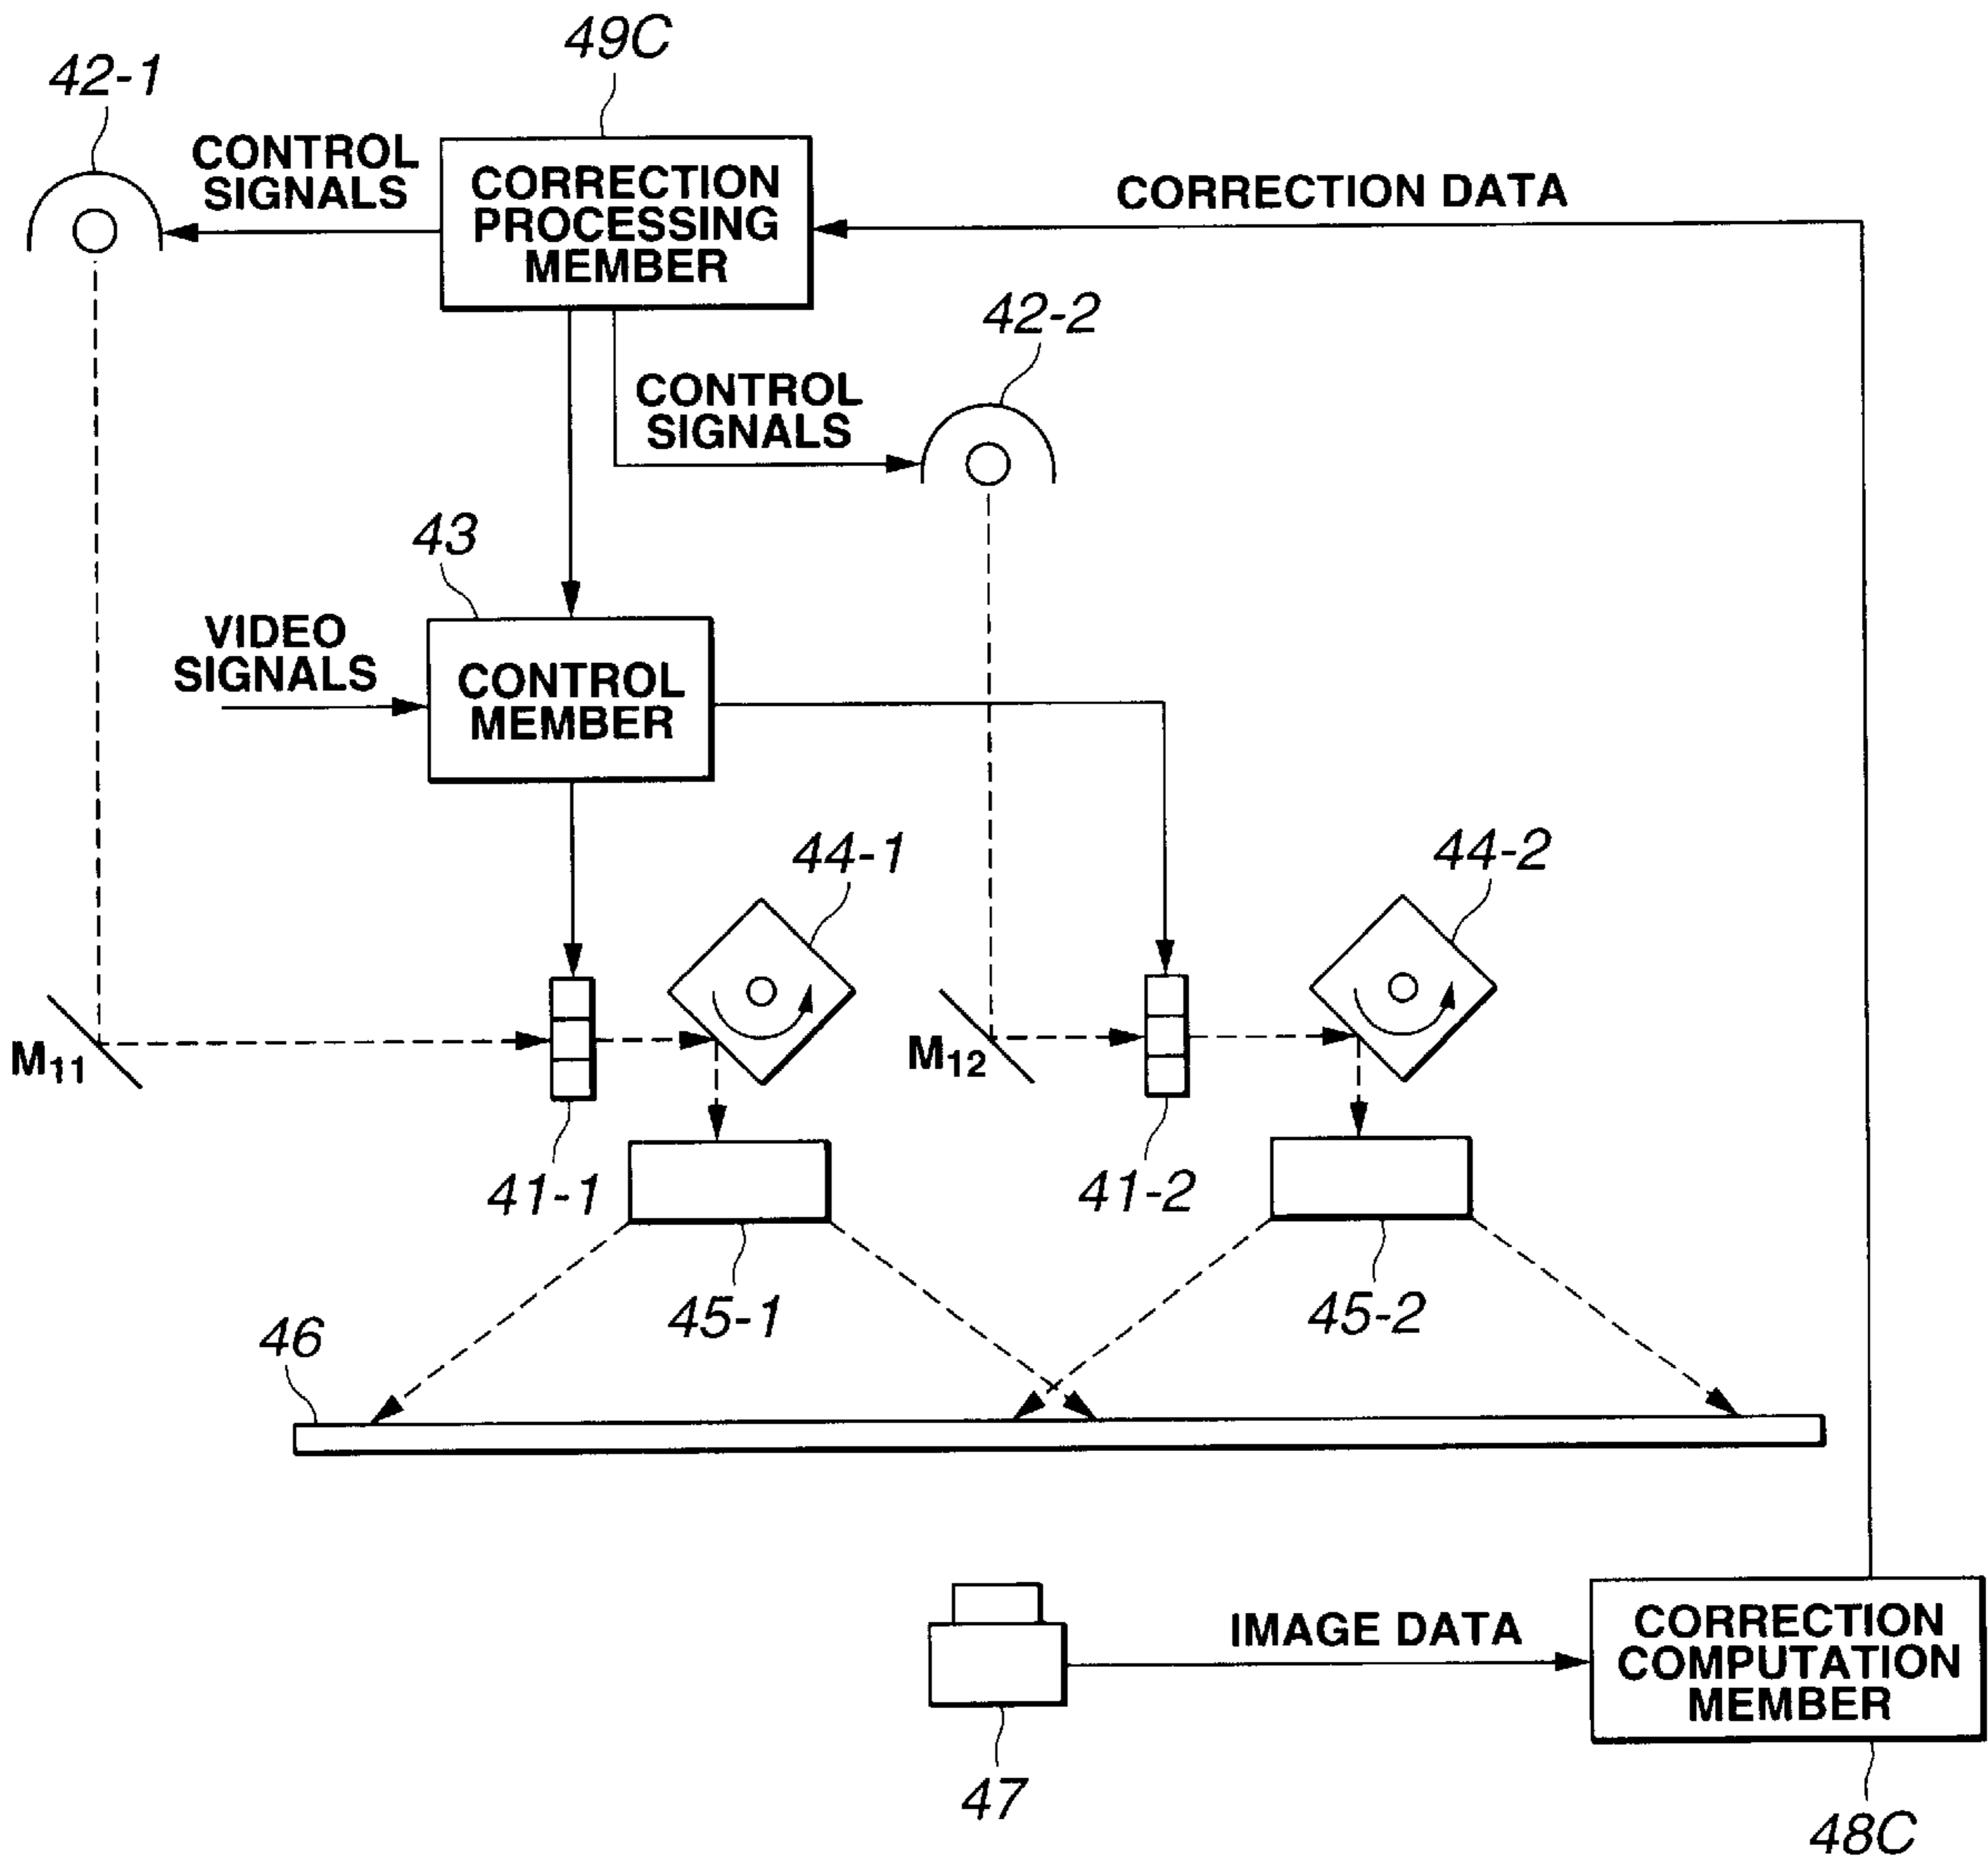 49C
42-1
CONTROL
SIGNALS
CORRECTION
PROCESSING
MEMBER
CORRECTION DATA
42-2
CONTROL
SIGNALS
43
VIDEO
SIGNALS
CONTROL
MEMBER
44-1
44-2
M11
M12
41-1
41-2
45-1
45-2
46
IMAGE DATA
CORRECTION
COMPUTATION
MEMBER
47
48C